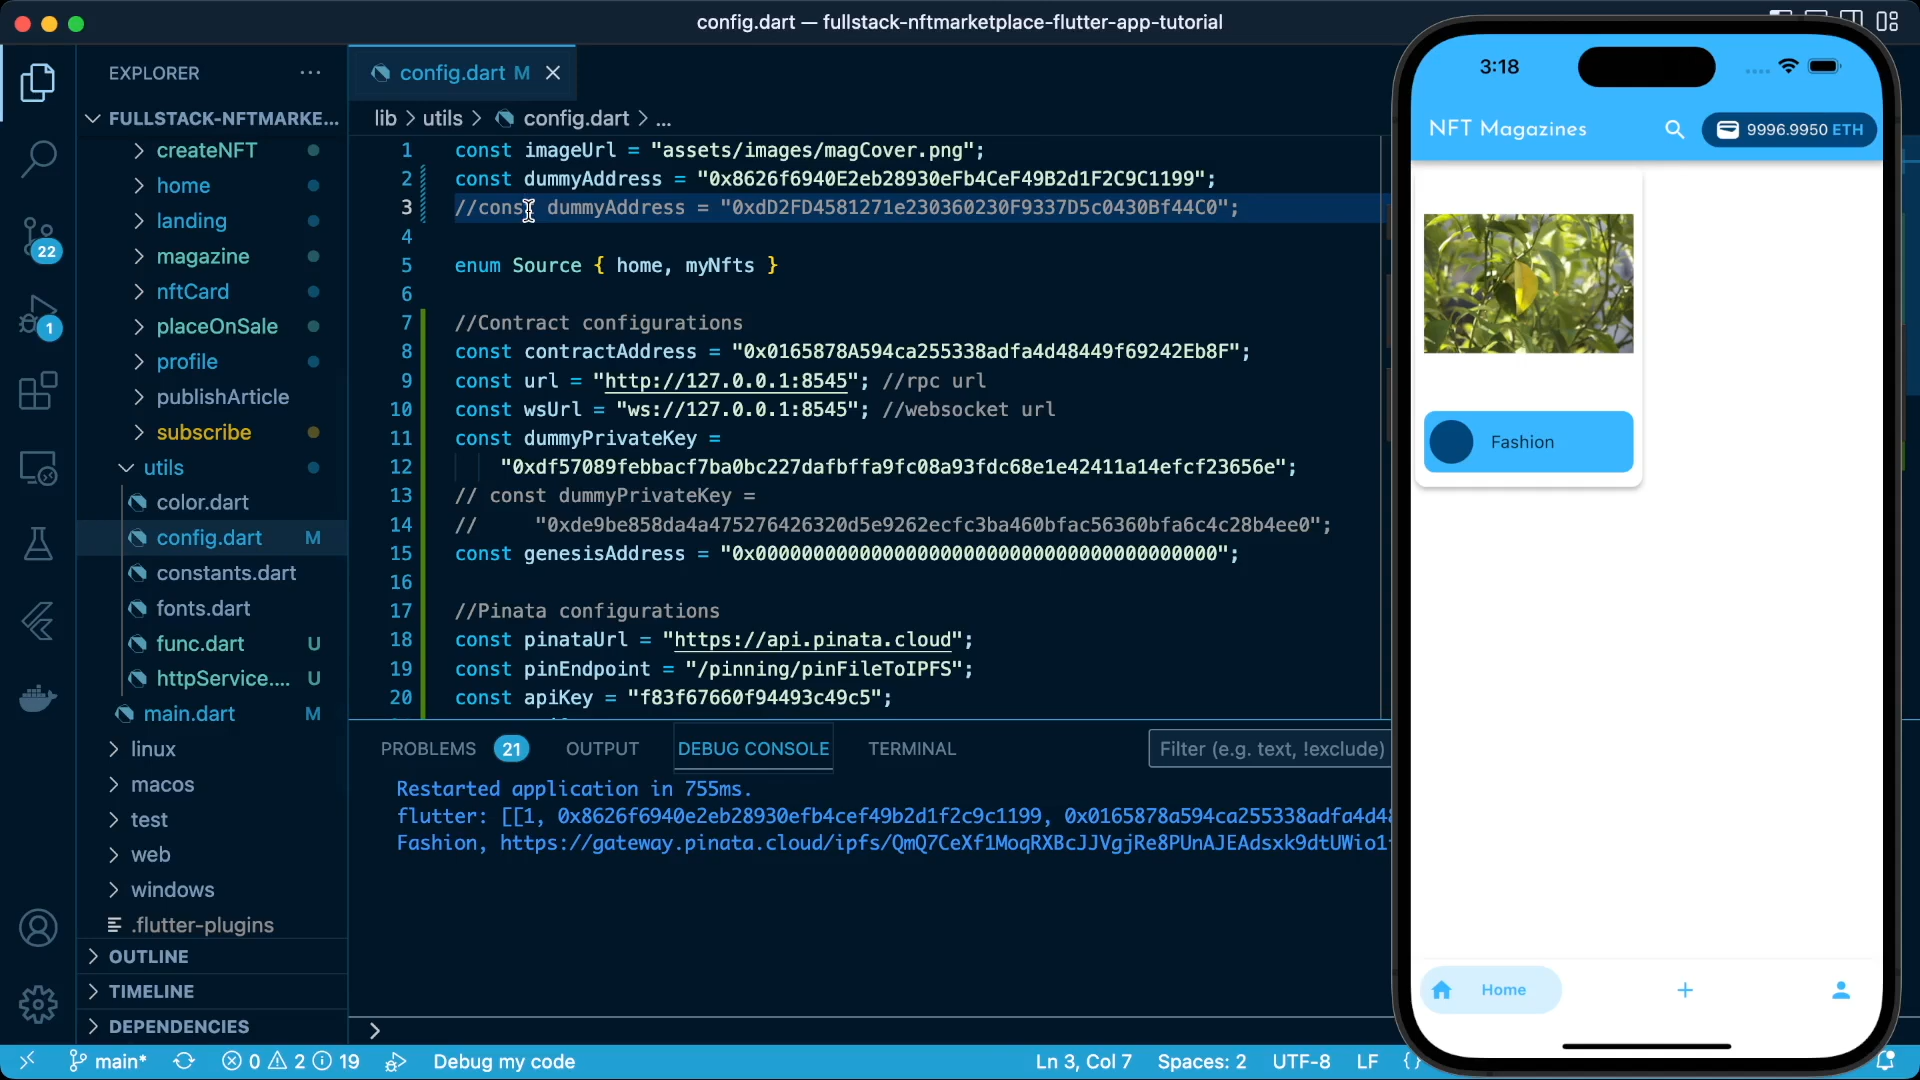 config.dart — fullstack-nftmarketplace-flutter-app-tutorial
EXPLORER
FULLSTACK-NFTMARKE...
createNFT
home
landing
magazine
nftCard
placeOnSale
profile
publishArticle
subscribe
utils
color.dart
config.dart M
constants.dart
fonts.dart
func.dart U
httpService.... U
main.dart M
linux
macos
test
web
windows
.flutter-plugins
OUTLINE
TIMELINE
DEPENDENCIES
22
1
config.dart M
lib > utils > config.dart > ...
1 const imageUrl = "assets/images/magCover.png";
2 const dummyAddress = "0x8626f6940E2eb28930eFb4CeF49B2d1F2C9C1199";
3 //const dummyAddress = "0xdD2FD4581271e230360230F9337D5c0430Bf44C0";
4
5 enum Source { home, myNfts }
6
7 //Contract configurations
8 const contractAddress = "0x0165878A594ca255338adfa4d48449f69242Eb8F";
9 const url = "http://127.0.0.1:8545"; //rpc url
10 const wsUrl = "ws://127.0.0.1:8545"; //websocket url
11 const dummyPrivateKey =
12 "0xdf57089febbacf7ba0bc227dafbffa9fc08a93fdc68e1e42411a14efcf23656e";
13 // const dummyPrivateKey =
14 // "0xde9be858da4a475276426320d5e9262ecfc3ba460bfac56360bfa6c4c28b4ee0";
15 const genesisAddress = "0x0000000000000000000000000000000000000000";
16
17 //Pinata configurations
18 const pinataUrl = "https://api.pinata.cloud";
19 const pinEndpoint = "/pinning/pinFileToIPFS";
20 const apiKey = "f83f67660f94493c49c5";
PROBLEMS 21 OUTPUT DEBUG CONSOLE TERMINAL Filter (e.g. text, !exclude)
Restarted application in 755ms.
flutter: [[1, 0x8626f6940e2eb28930efb4cef49b2d1f2c9c1199, 0x0165878a594ca255338adfa4d48
Fashion, https://gateway.pinata.cloud/ipfs/QmQ7CeXf1MoqRXBcJJVgjRe8PUnAJEAdsxk9dtUWio1
3:18
NFT Magazines
9996.9950 ETH
Fashion
Home
main* 0 2 19 Debug my code Ln 3, Col 7 Spaces: 2 UTF-8 LF {